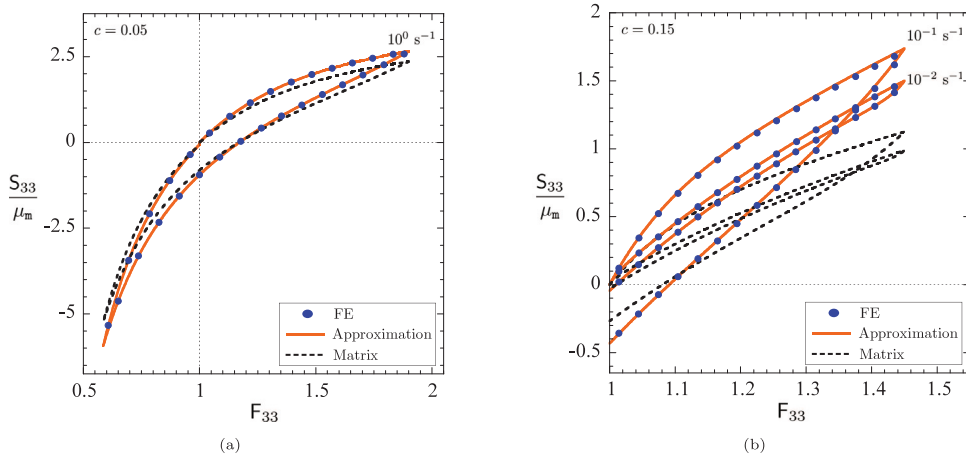 c = 0.05
10⁰ s⁻¹
2.5
0
-2.5
-5
S₃₃
μₘ
FE
Approximation
Matrix
0.5
1
1.5
2
F₃₃
(a)
c = 0.15
10⁻¹ s⁻¹
10⁻² s⁻¹
2
1.5
1
0.5
0
-0.5
S₃₃
μₘ
FE
Approximation
Matrix
1
1.1
1.2
1.3
1.4
1.5
F₃₃
(b)